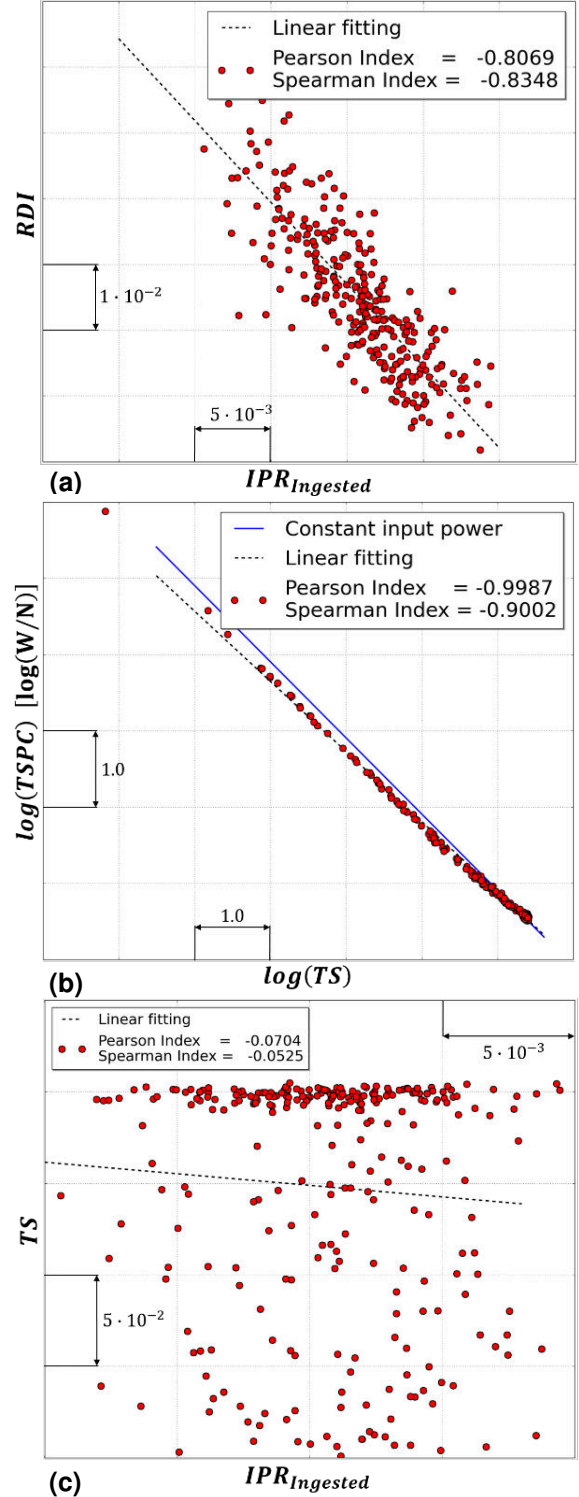 Linear fitting
Pearson Index = -0.8069
Spearman Index = -0.8348
RDI
1 · 10⁻²
5 · 10⁻³
(a)
IPR_Ingested
Constant input power
Linear fitting
Pearson Index = -0.9987
Spearman Index = -0.9002
log(TSPC) [log(W/N)]
1.0
1.0
(b)
log(TS)
Linear fitting
Pearson Index = -0.0704
Spearman Index = -0.0525
5 · 10⁻³
TS
5 · 10⁻²
(c)
IPR_Ingested